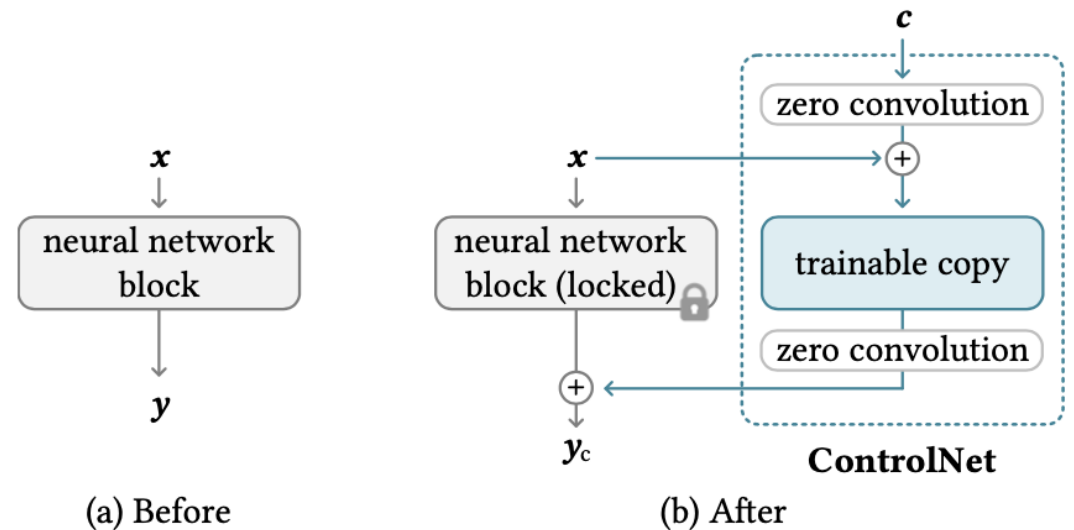 x
neural network
block
y
(a) Before
c
zero convolution
x
+
neural network
block (locked)
trainable copy
zero convolution
+
yc
ControlNet
(b) After